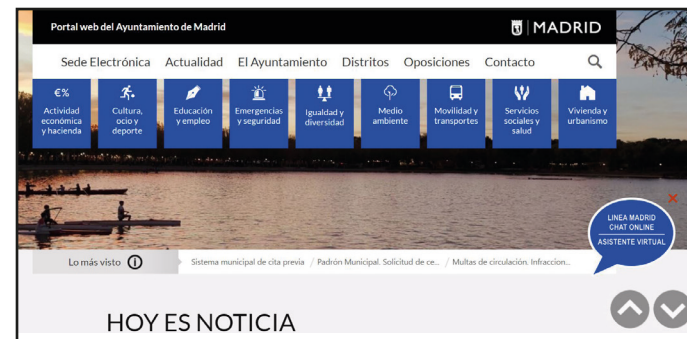 Portal web del Ayuntamiento de Madrid
MADRID
Sede Electrónica Actualidad El Ayuntamiento Distritos Oposiciones Contacto
€%
Actividad
económica
y hacienda
Cultura,
ocio y
deporte
Educación
y empleo
Emergencias
y seguridad
Igualdad y
diversidad
Medio
ambiente
Movilidad y
transportes
Servicios
sociales y
salud
Vivienda y
urbanismo
LINEA MADRID
CHAT ONLINE
ASISTENTE VIRTUAL
Lo más visto
Sistema municipal de cita previa / Padrón Municipal. Solicitud de ce... / Multas de circulación. Infraccion...
HOY ES NOTICIA